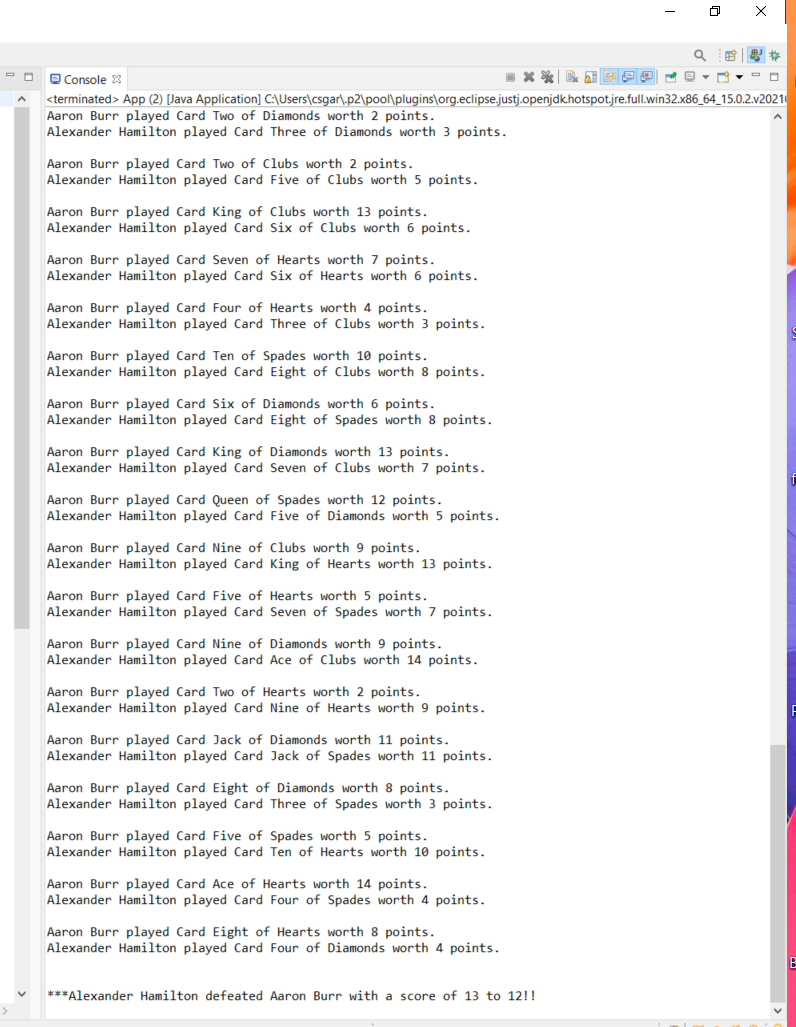 Console
<terminated> App (2) [Java Application] C:\Users\csgar\.p2\pool\plugins\org.eclipse.justj.openjdk.hotspot.jre.full.win32.x86_64_15.0.2.v2021
Aaron Burr played Card Two of Diamonds worth 2 points.
Alexander Hamilton played Card Three of Diamonds worth 3 points.
Aaron Burr played Card Two of Clubs worth 2 points.
Alexander Hamilton played Card Five of Clubs worth 5 points.
Aaron Burr played Card King of Clubs worth 13 points.
Alexander Hamilton played Card Six of Clubs worth 6 points.
Aaron Burr played Card Seven of Hearts worth 7 points.
Alexander Hamilton played Card Six of Hearts worth 6 points.
Aaron Burr played Card Four of Hearts worth 4 points.
Alexander Hamilton played Card Three of Clubs worth 3 points.
Aaron Burr played Card Ten of Spades worth 10 points.
Alexander Hamilton played Card Eight of Clubs worth 8 points.
Aaron Burr played Card Six of Diamonds worth 6 points.
Alexander Hamilton played Card Eight of Spades worth 8 points.
Aaron Burr played Card King of Diamonds worth 13 points.
Alexander Hamilton played Card Seven of Clubs worth 7 points.
Aaron Burr played Card Queen of Spades worth 12 points.
Alexander Hamilton played Card Five of Diamonds worth 5 points.
Aaron Burr played Card Nine of Clubs worth 9 points.
Alexander Hamilton played Card King of Hearts worth 13 points.
Aaron Burr played Card Five of Hearts worth 5 points.
Alexander Hamilton played Card Seven of Spades worth 7 points.
Aaron Burr played Card Nine of Diamonds worth 9 points.
Alexander Hamilton played Card Ace of Clubs worth 14 points.
Aaron Burr played Card Two of Hearts worth 2 points.
Alexander Hamilton played Card Nine of Hearts worth 9 points.
Aaron Burr played Card Jack of Diamonds worth 11 points.
Alexander Hamilton played Card Jack of Spades worth 11 points.
Aaron Burr played Card Eight of Diamonds worth 8 points.
Alexander Hamilton played Card Three of Spades worth 3 points.
Aaron Burr played Card Five of Spades worth 5 points.
Alexander Hamilton played Card Ten of Hearts worth 10 points.
Aaron Burr played Card Ace of Hearts worth 14 points.
Alexander Hamilton played Card Four of Spades worth 4 points.
Aaron Burr played Card Eight of Hearts worth 8 points.
Alexander Hamilton played Card Four of Diamonds worth 4 points.
***Alexander Hamilton defeated Aaron Burr with a score of 13 to 12!!